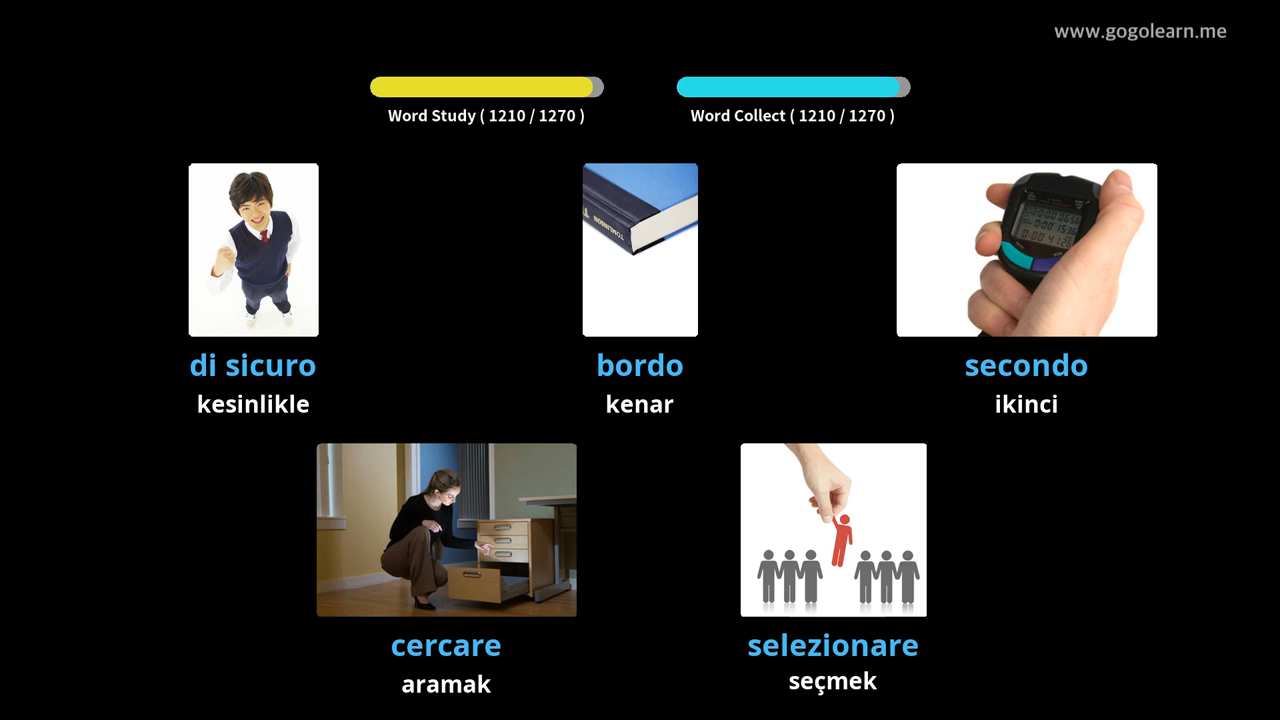 www.gogolearn.me
Word Study ( 1210 / 1270 )
Word Collect ( 1210 / 1270 )
TOMLINSON
di sicuro
kesinlikle
bordo
kenar
secondo
ikinci
cercare
aramak
selezionare
seçmek